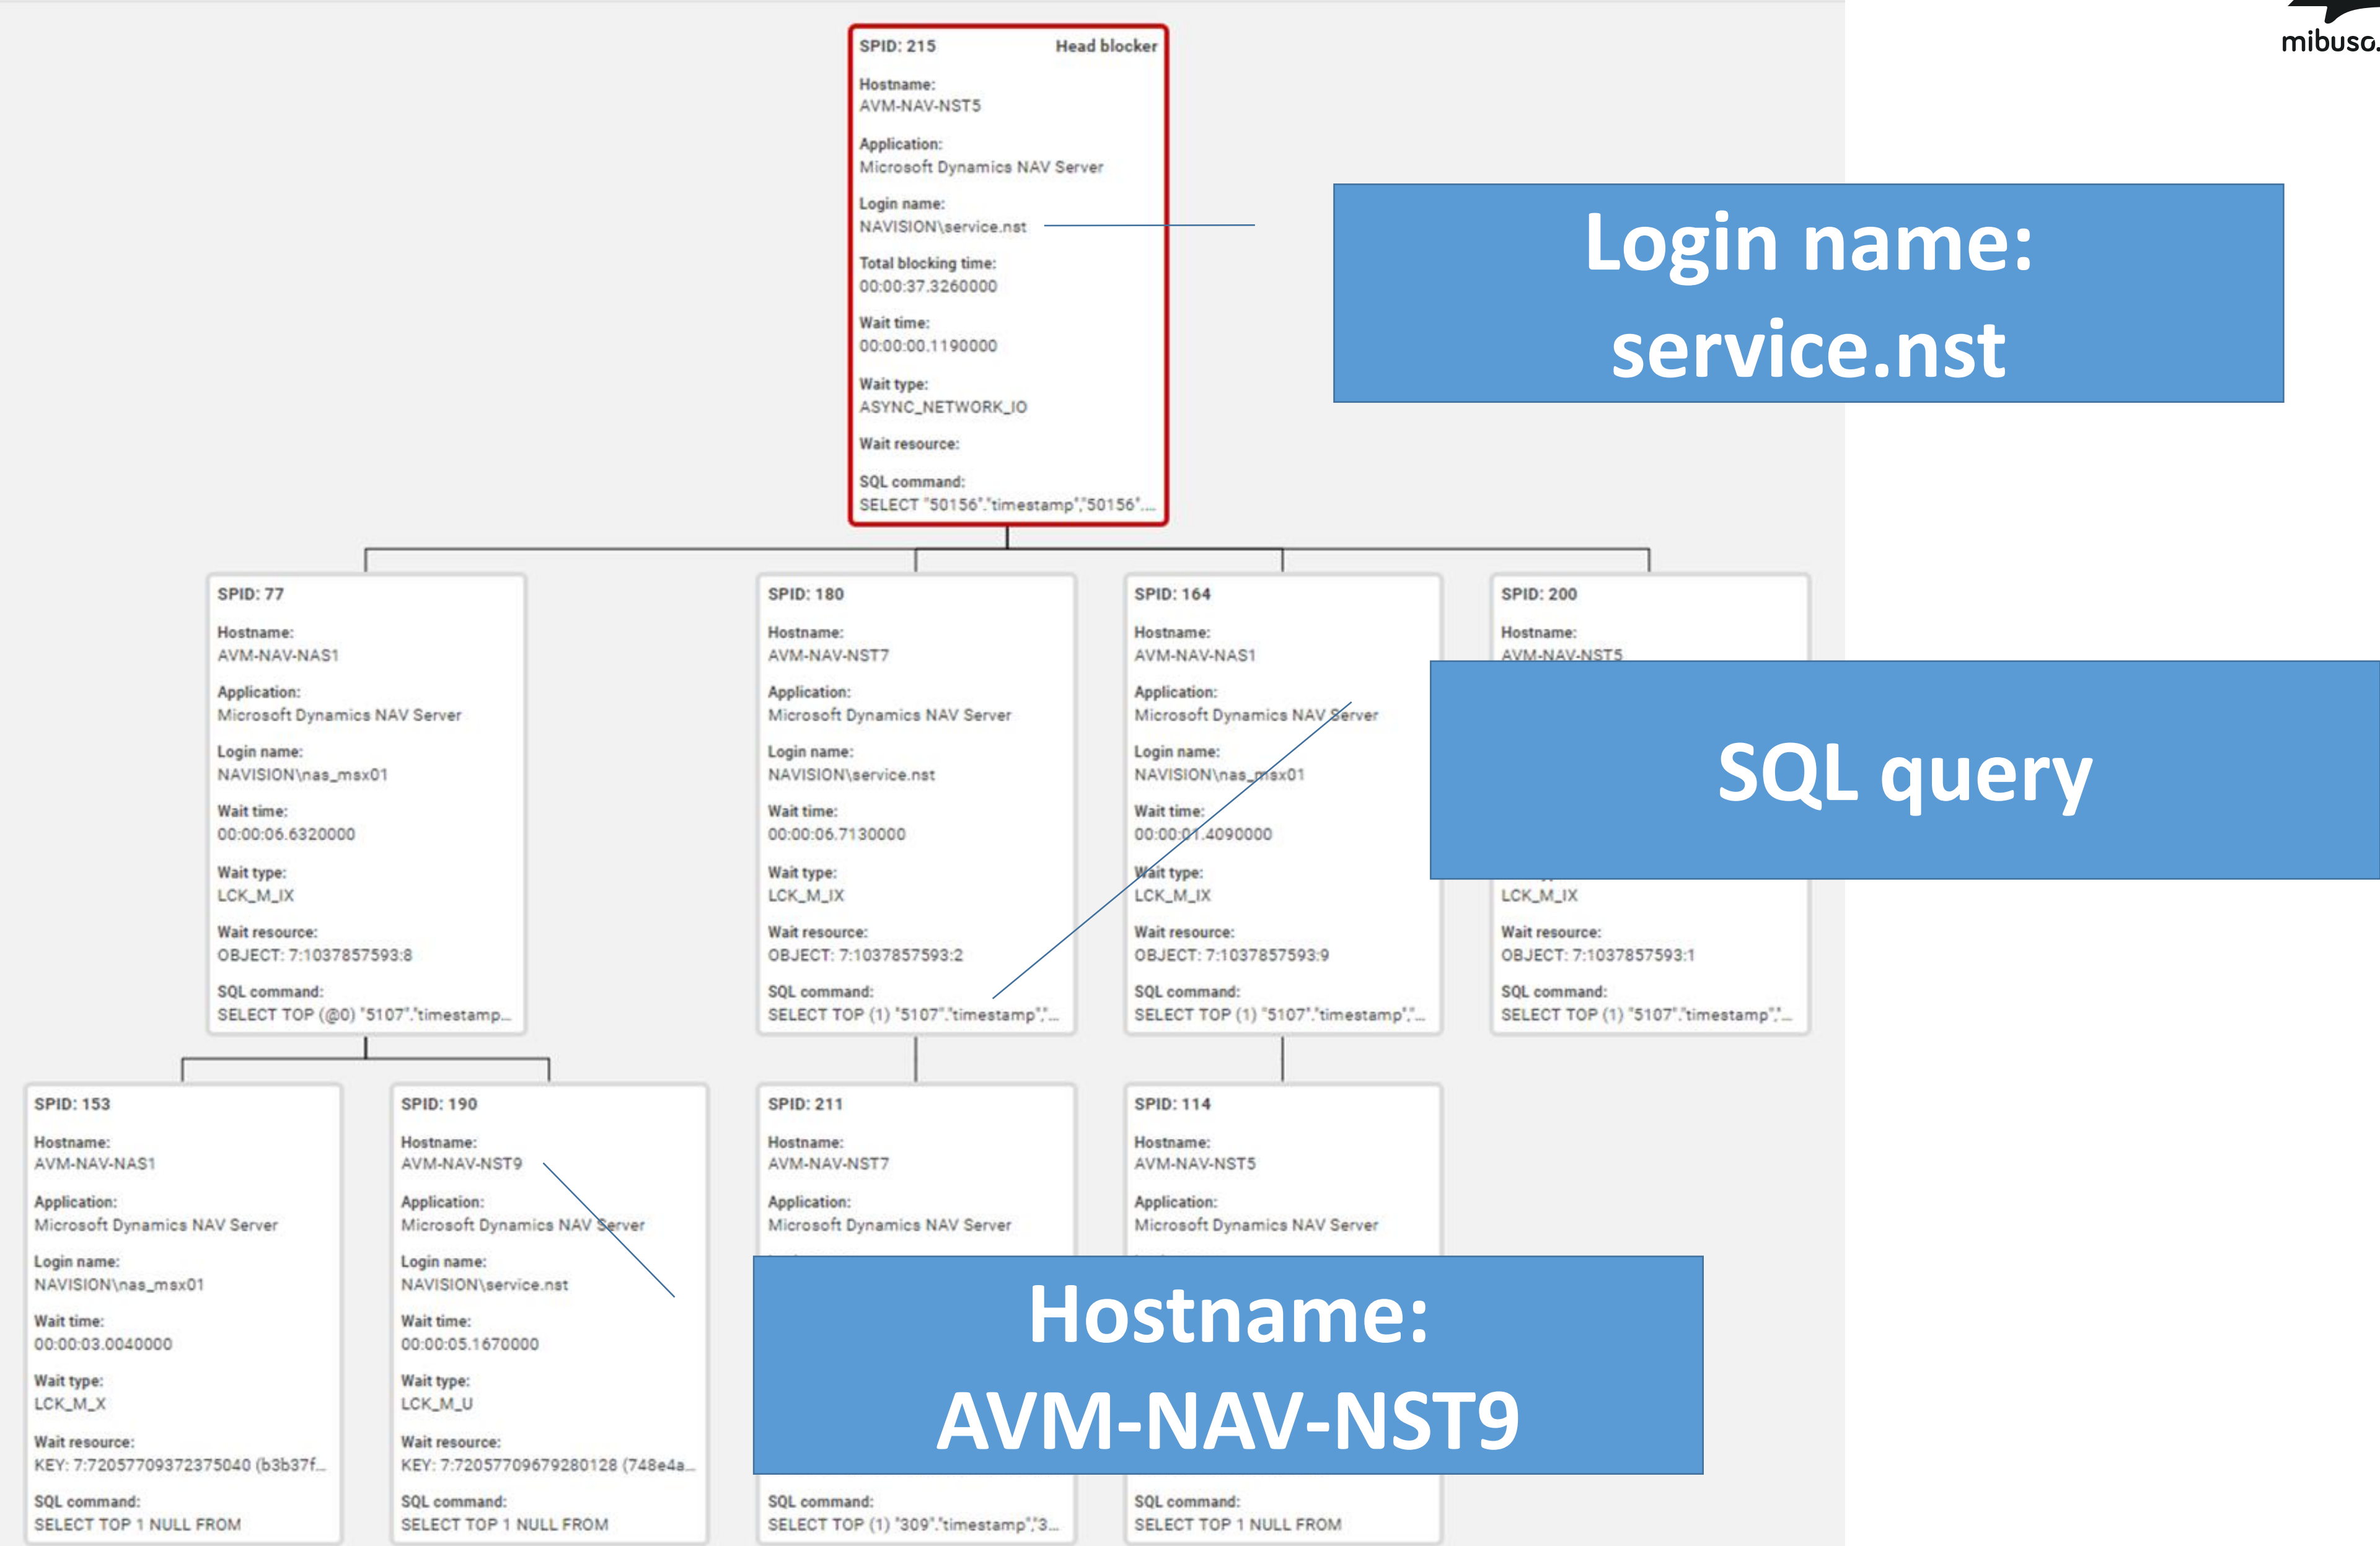 mibuso.
SPID: 215 Head blocker
Hostname:
AVM-NAV-NST5
Application:
Microsoft Dynamics NAV Server
Login name:
NAVISION\service.nst
Total blocking time:
00:00:37.3260000
Wait time:
00:00:00.1190000
Wait type:
ASYNC_NETWORK_IO
Wait resource:
SQL command:
SELECT "50156"."timestamp","50156"....
Login name:
service.nst
SPID: 77
Hostname:
AVM-NAV-NAS1
Application:
Microsoft Dynamics NAV Server
Login name:
NAVISION\nas_msx01
Wait time:
00:00:06.6320000
Wait type:
LCK_M_IX
Wait resource:
OBJECT: 7:1037857593:8
SQL command:
SELECT TOP (@0) "5107"."timestamp...
SPID: 180
Hostname:
AVM-NAV-NST7
Application:
Microsoft Dynamics NAV Server
Login name:
NAVISION\service.nst
Wait time:
00:00:06.7130000
Wait type:
LCK_M_IX
Wait resource:
OBJECT: 7:1037857593:2
SQL command:
SELECT TOP (1) "5107"."timestamp","...
SPID: 164
Hostname:
AVM-NAV-NAS1
Application:
Microsoft Dynamics NAV Server
Login name:
NAVISION\nas_msx01
Wait time:
00:00:01.4090000
Wait type:
LCK_M_IX
Wait resource:
OBJECT: 7:1037857593:9
SQL command:
SELECT TOP (1) "5107"."timestamp","...
SPID: 200
Hostname:
AVM-NAV-NST5
LCK_M_IX
Wait resource:
OBJECT: 7:1037857593:1
SQL command:
SELECT TOP (1) "5107"."timestamp","...
SQL query
SPID: 153
Hostname:
AVM-NAV-NAS1
Application:
Microsoft Dynamics NAV Server
Login name:
NAVISION\nas_msx01
Wait time:
00:00:03.0040000
Wait type:
LCK_M_X
Wait resource:
KEY: 7:72057709372375040 (b3b37f...
SQL command:
SELECT TOP 1 NULL FROM
SPID: 190
Hostname:
AVM-NAV-NST9
Application:
Microsoft Dynamics NAV Server
Login name:
NAVISION\service.nst
Wait time:
00:00:05.1670000
Wait type:
LCK_M_U
Wait resource:
KEY: 7:72057709679280128 (748e4a...
SQL command:
SELECT TOP 1 NULL FROM
SPID: 211
Hostname:
AVM-NAV-NST7
Application:
Microsoft Dynamics NAV Server
SQL command:
SELECT TOP (1) "309"."timestamp","3...
SPID: 114
Hostname:
AVM-NAV-NST5
Application:
Microsoft Dynamics NAV Server
SQL command:
SELECT TOP 1 NULL FROM
Hostname:
AVM-NAV-NST9